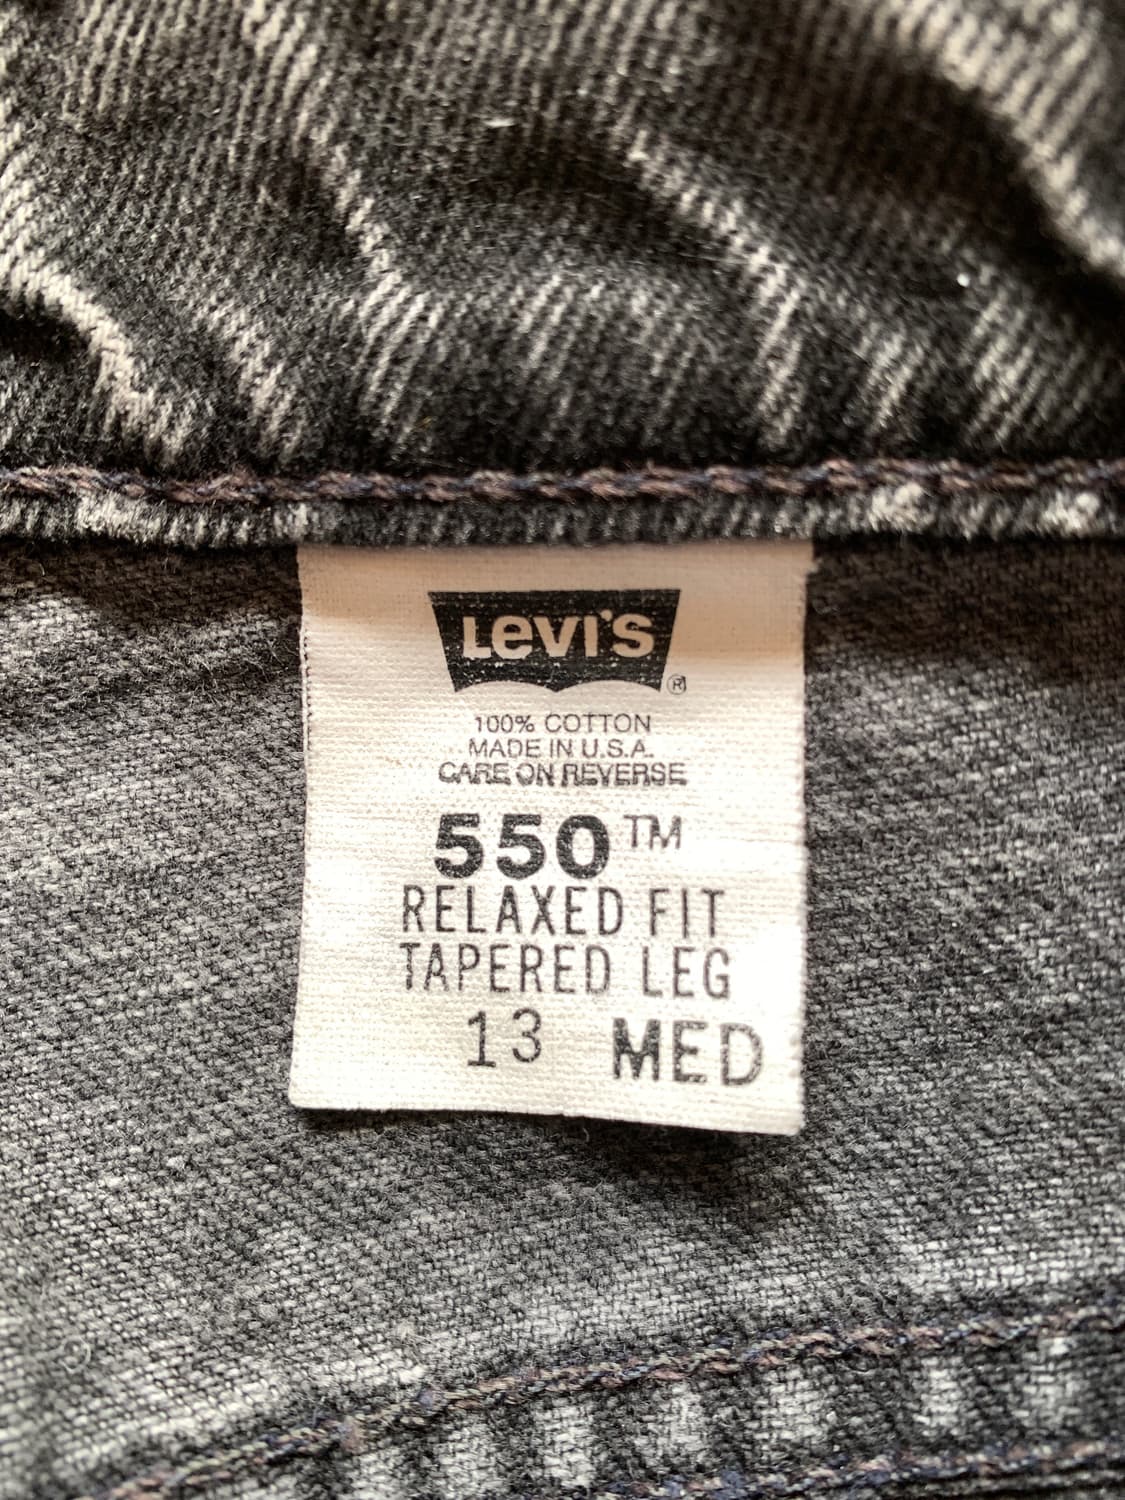 Levi's ®
100% COTTON
MADE IN U.S.A.
CARE ON REVERSE
550™
RELAXED FIT
TAPERED LEG
13 MED